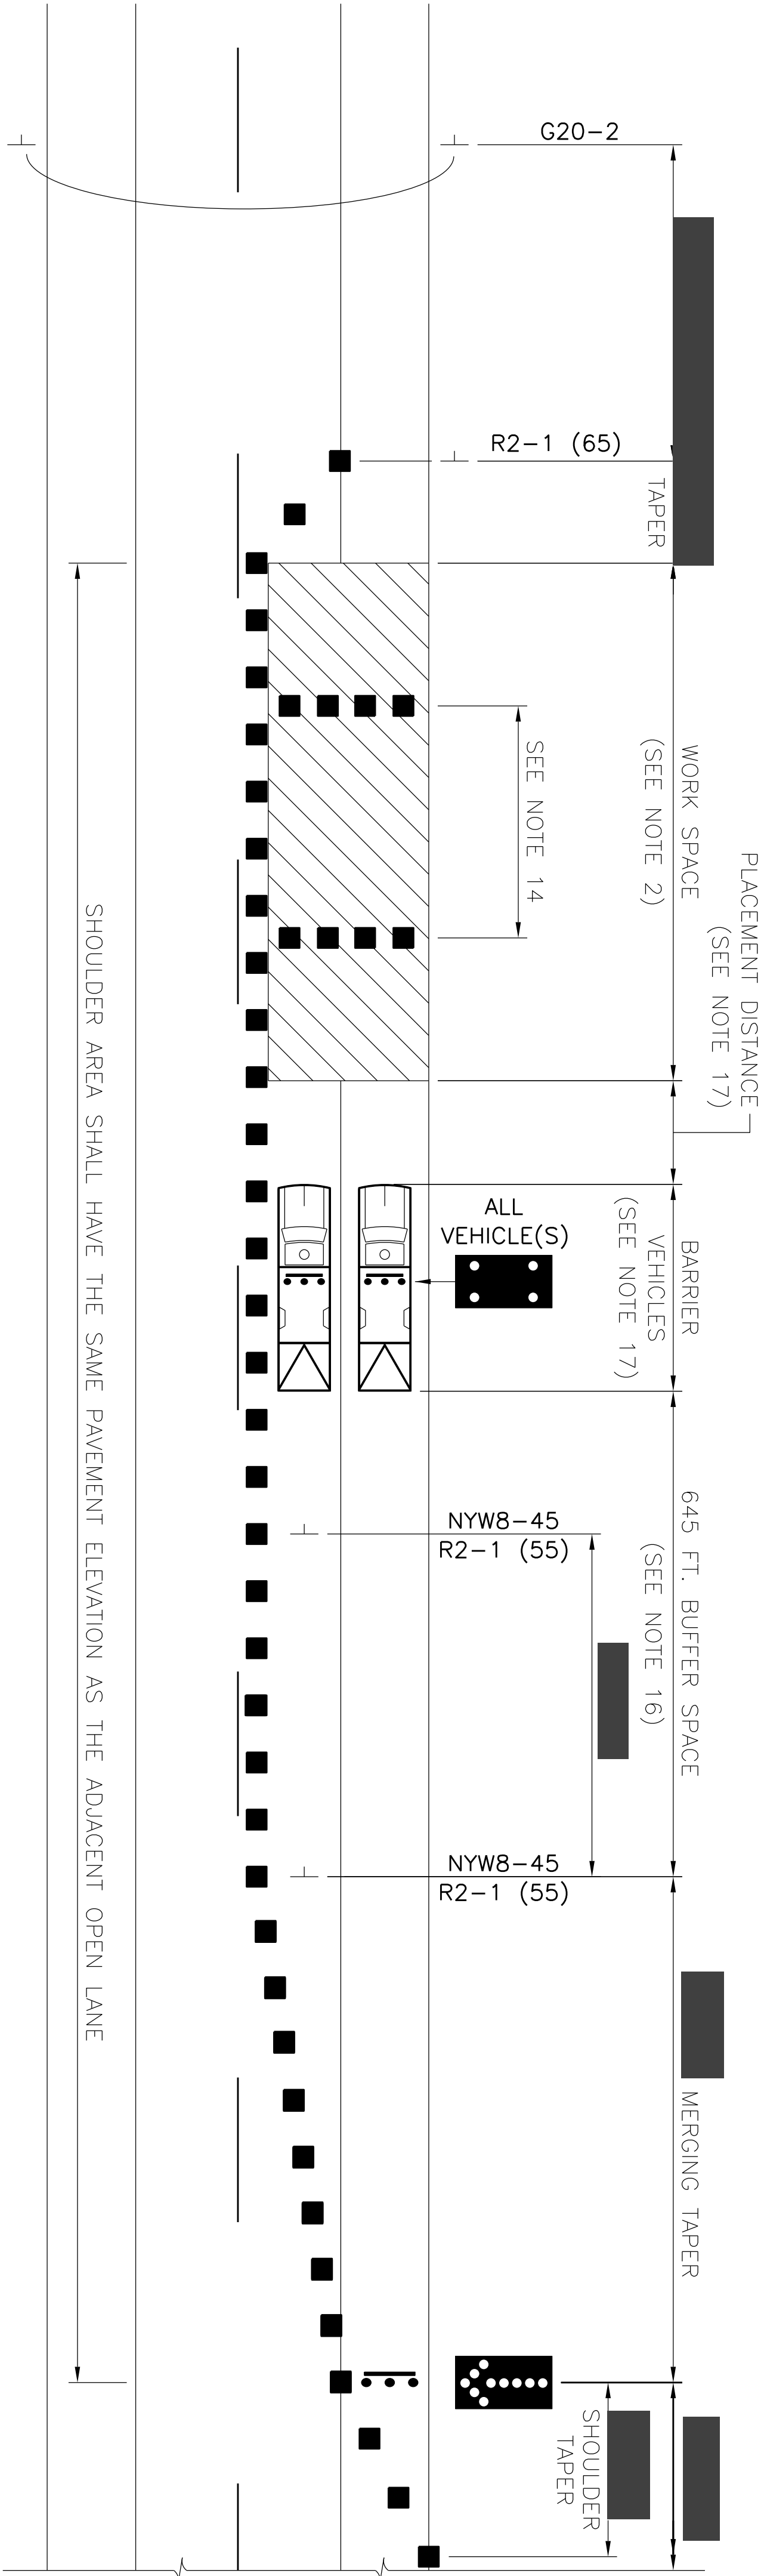 G20-2
R2-1 (65)
TAPER
WORK SPACE
(SEE NOTE 2)
SEE NOTE 14
PLACEMENT DISTANCE
(SEE NOTE 17)
ALL
VEHICLE(S)
BARRIER
VEHICLES
(SEE NOTE 17)
SHOULDER AREA SHALL HAVE THE SAME PAVEMENT ELEVATION AS THE ADJACENT OPEN LANE
NYW8-45
R2-1 (55)
645 FT. BUFFER SPACE
(SEE NOTE 16)
NYW8-45
R2-1 (55)
MERGING TAPER
SHOULDER
TAPER